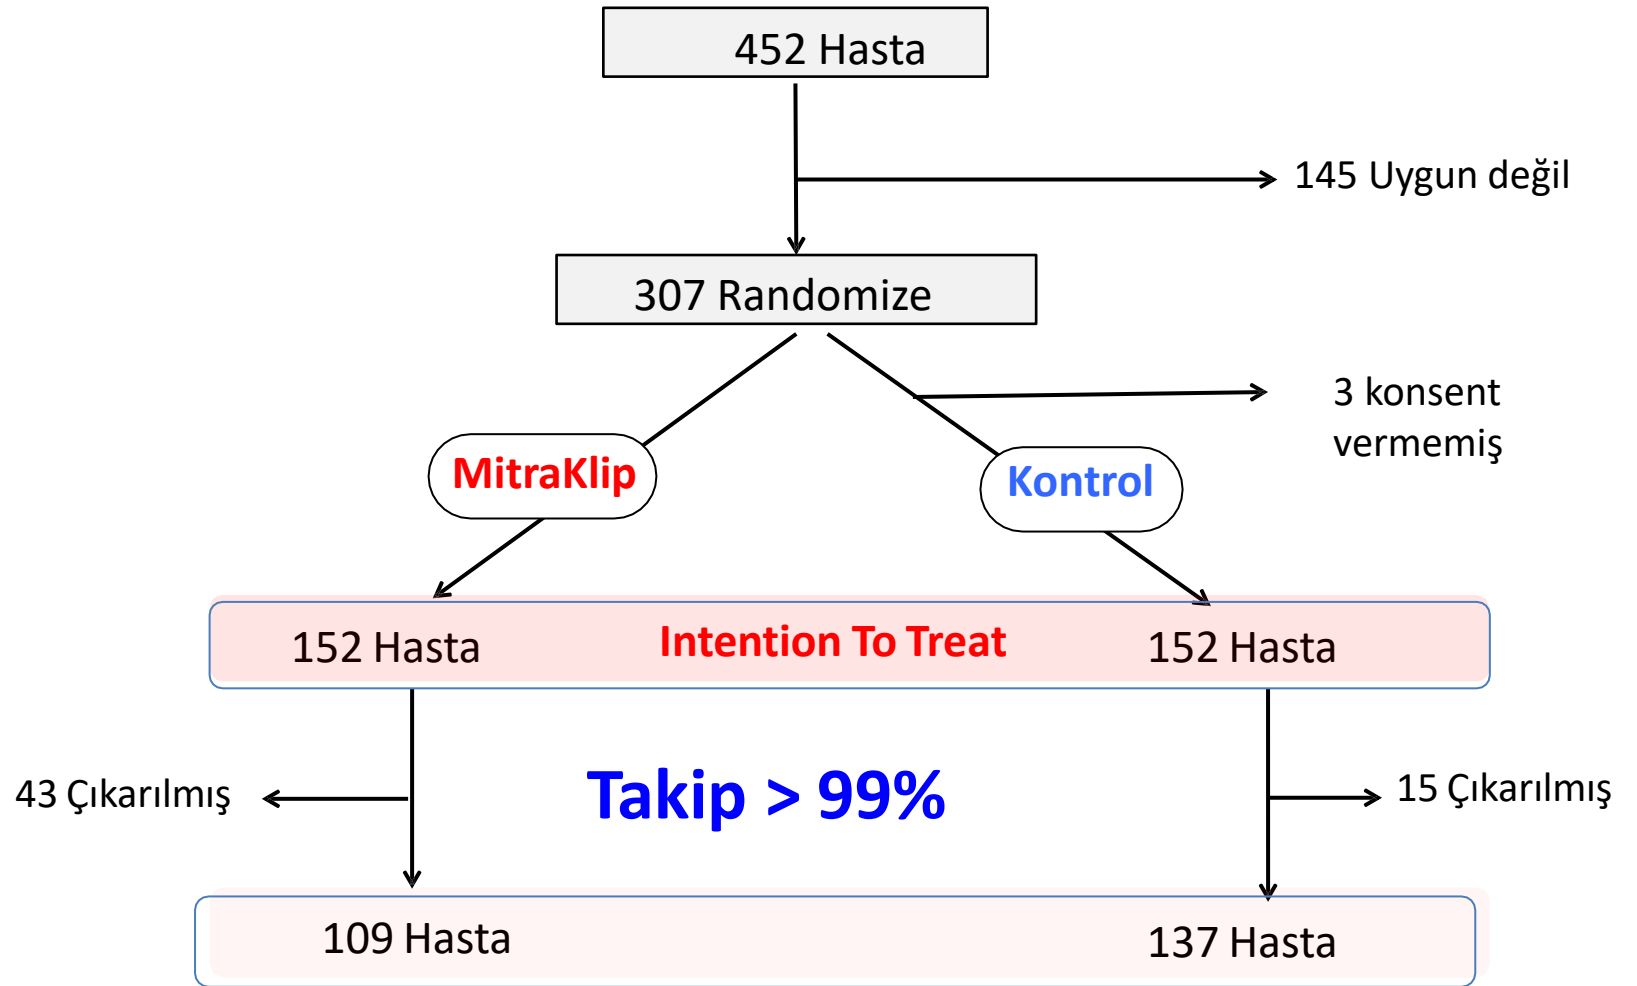 452 Hasta
145 Uygun değil
307 Randomize
3 konsent
vermemiş
MitraKlip
Kontrol
152 Hasta
Intention To Treat
152 Hasta
43 Çıkarılmış
Takip > 99%
15 Çıkarılmış
109 Hasta
137 Hasta